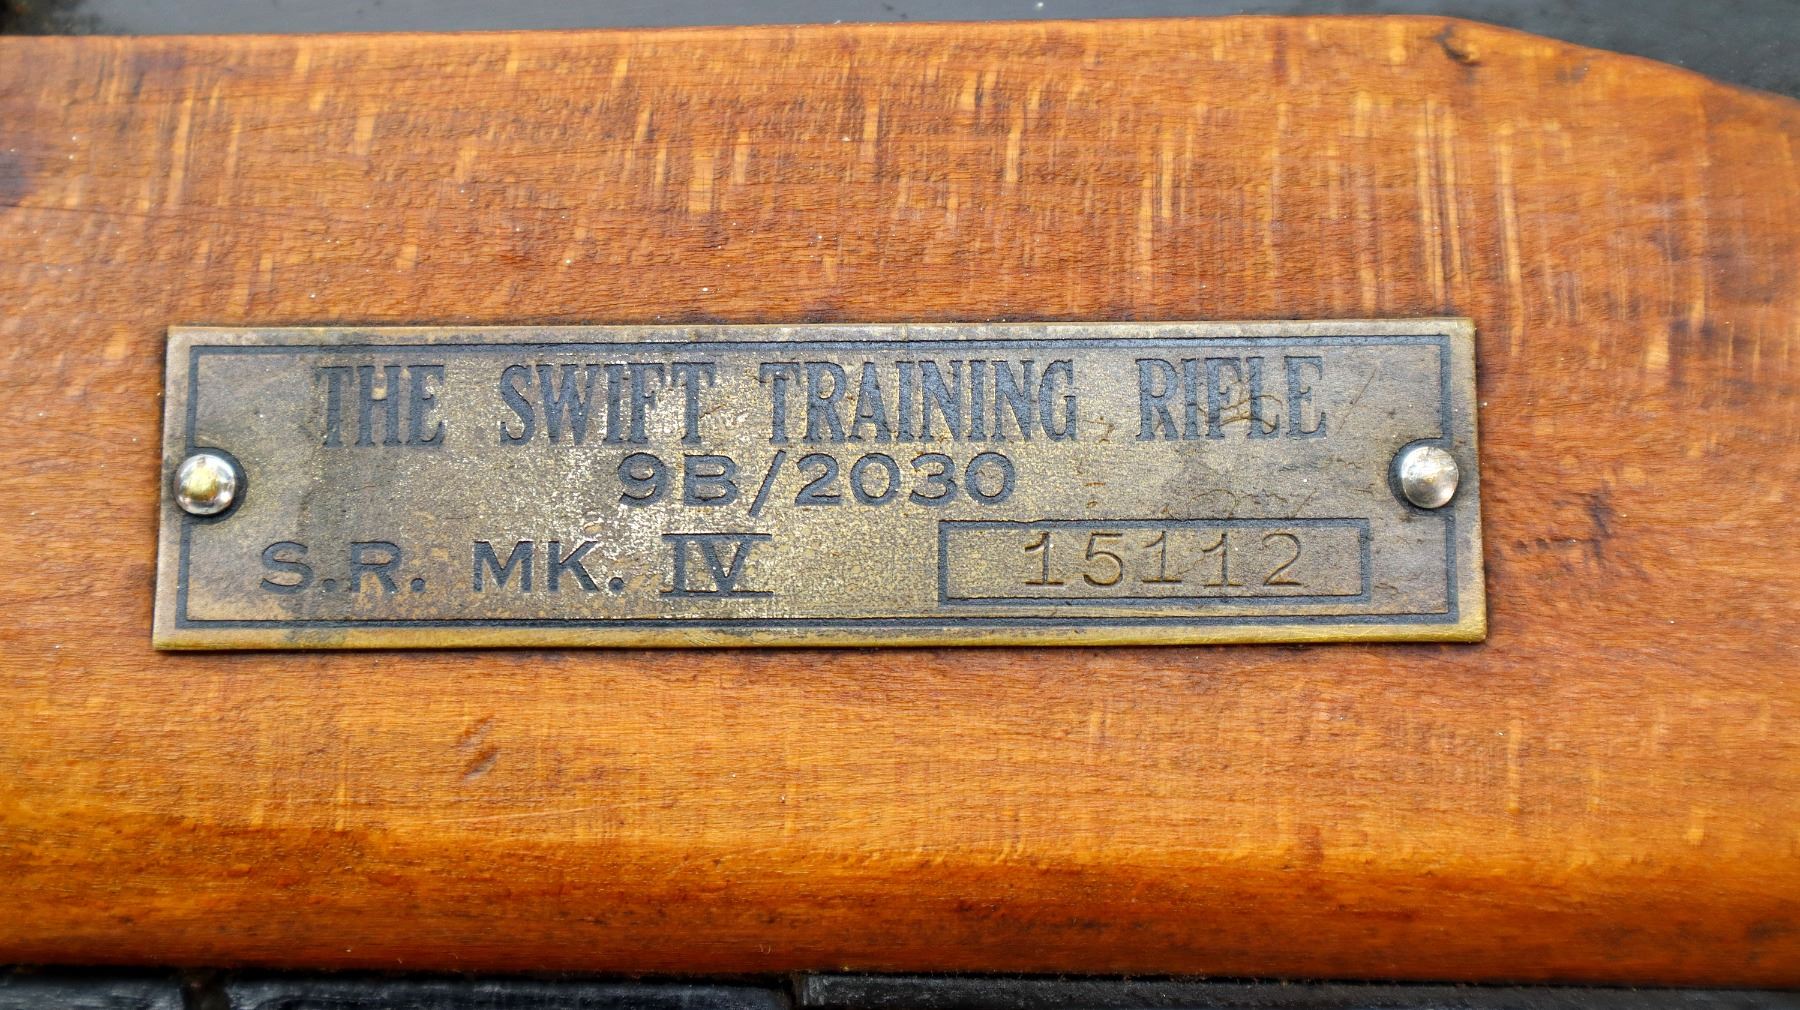 THE SWIFT TRAINING RIFLE
9B/2030
S.R. MK. IV 15112